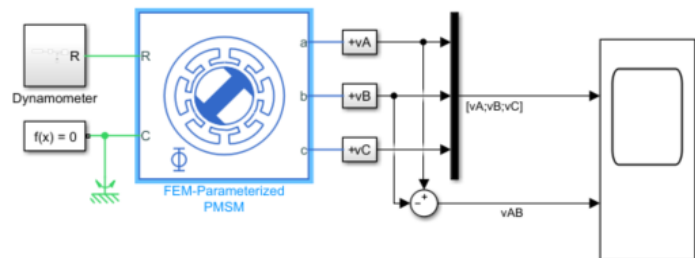 R
Dynamometer
f(x) = 0
R
C
Φ
a
b
c
FEM-Parameterized
PMSM
+vA
+vB
+vC
[vA;vB;vC]
−
+
vAB